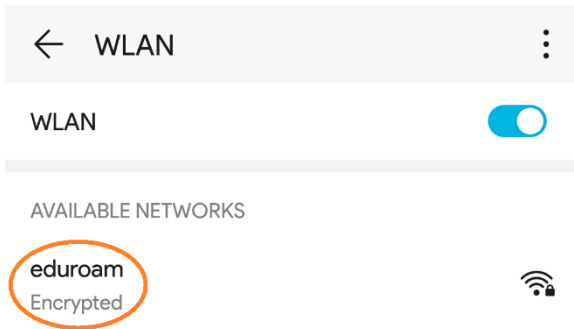 WLAN
WLAN
AVAILABLE NETWORKS
eduroam
Encrypted